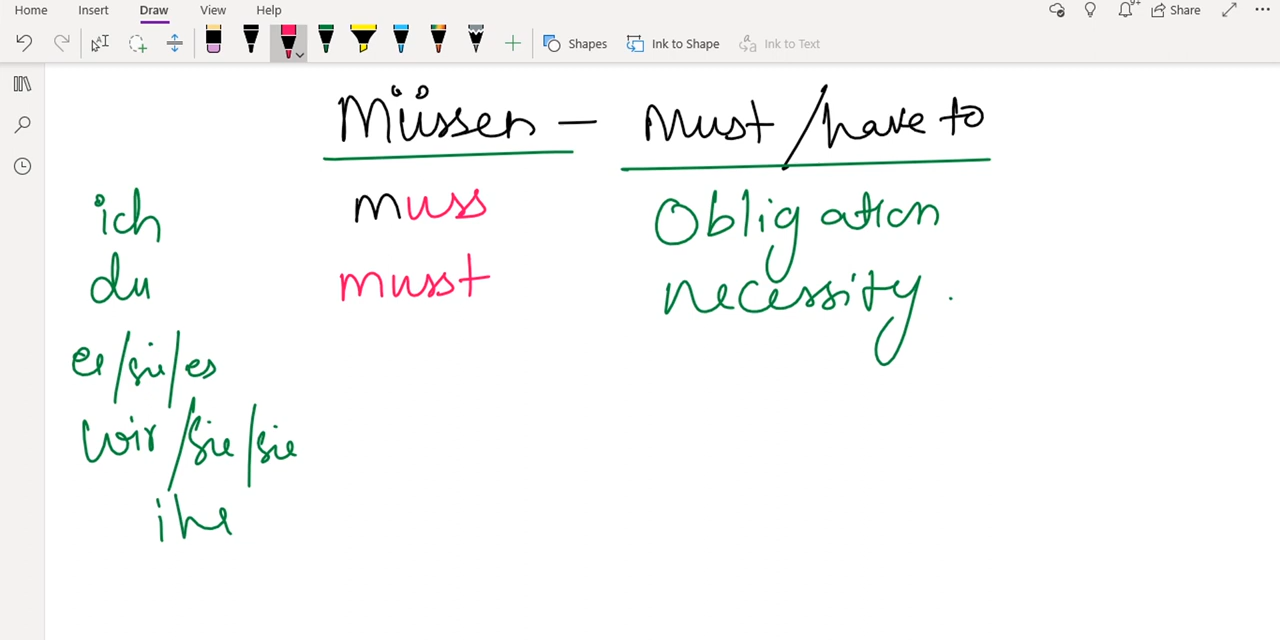 Home Insert Draw View Help
Share
Shapes Ink to Shape Ink to Text
Müssen – Must /have to
ich muss Obligation
du musst necessity.
er/sie/es
wir/Sie/sie
ihr